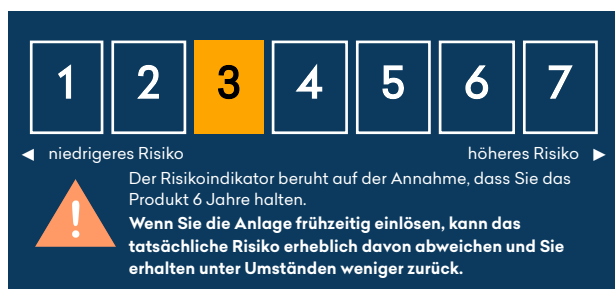 1 2 3 4 5 6 7
◄ niedrigeres Risiko höheres Risiko ►
Der Risikoindikator beruht auf der Annahme, dass Sie das
Produkt 6 Jahre halten.
Wenn Sie die Anlage frühzeitig einlösen, kann das
tatsächliche Risiko erheblich davon abweichen und Sie
erhalten unter Umständen weniger zurück.